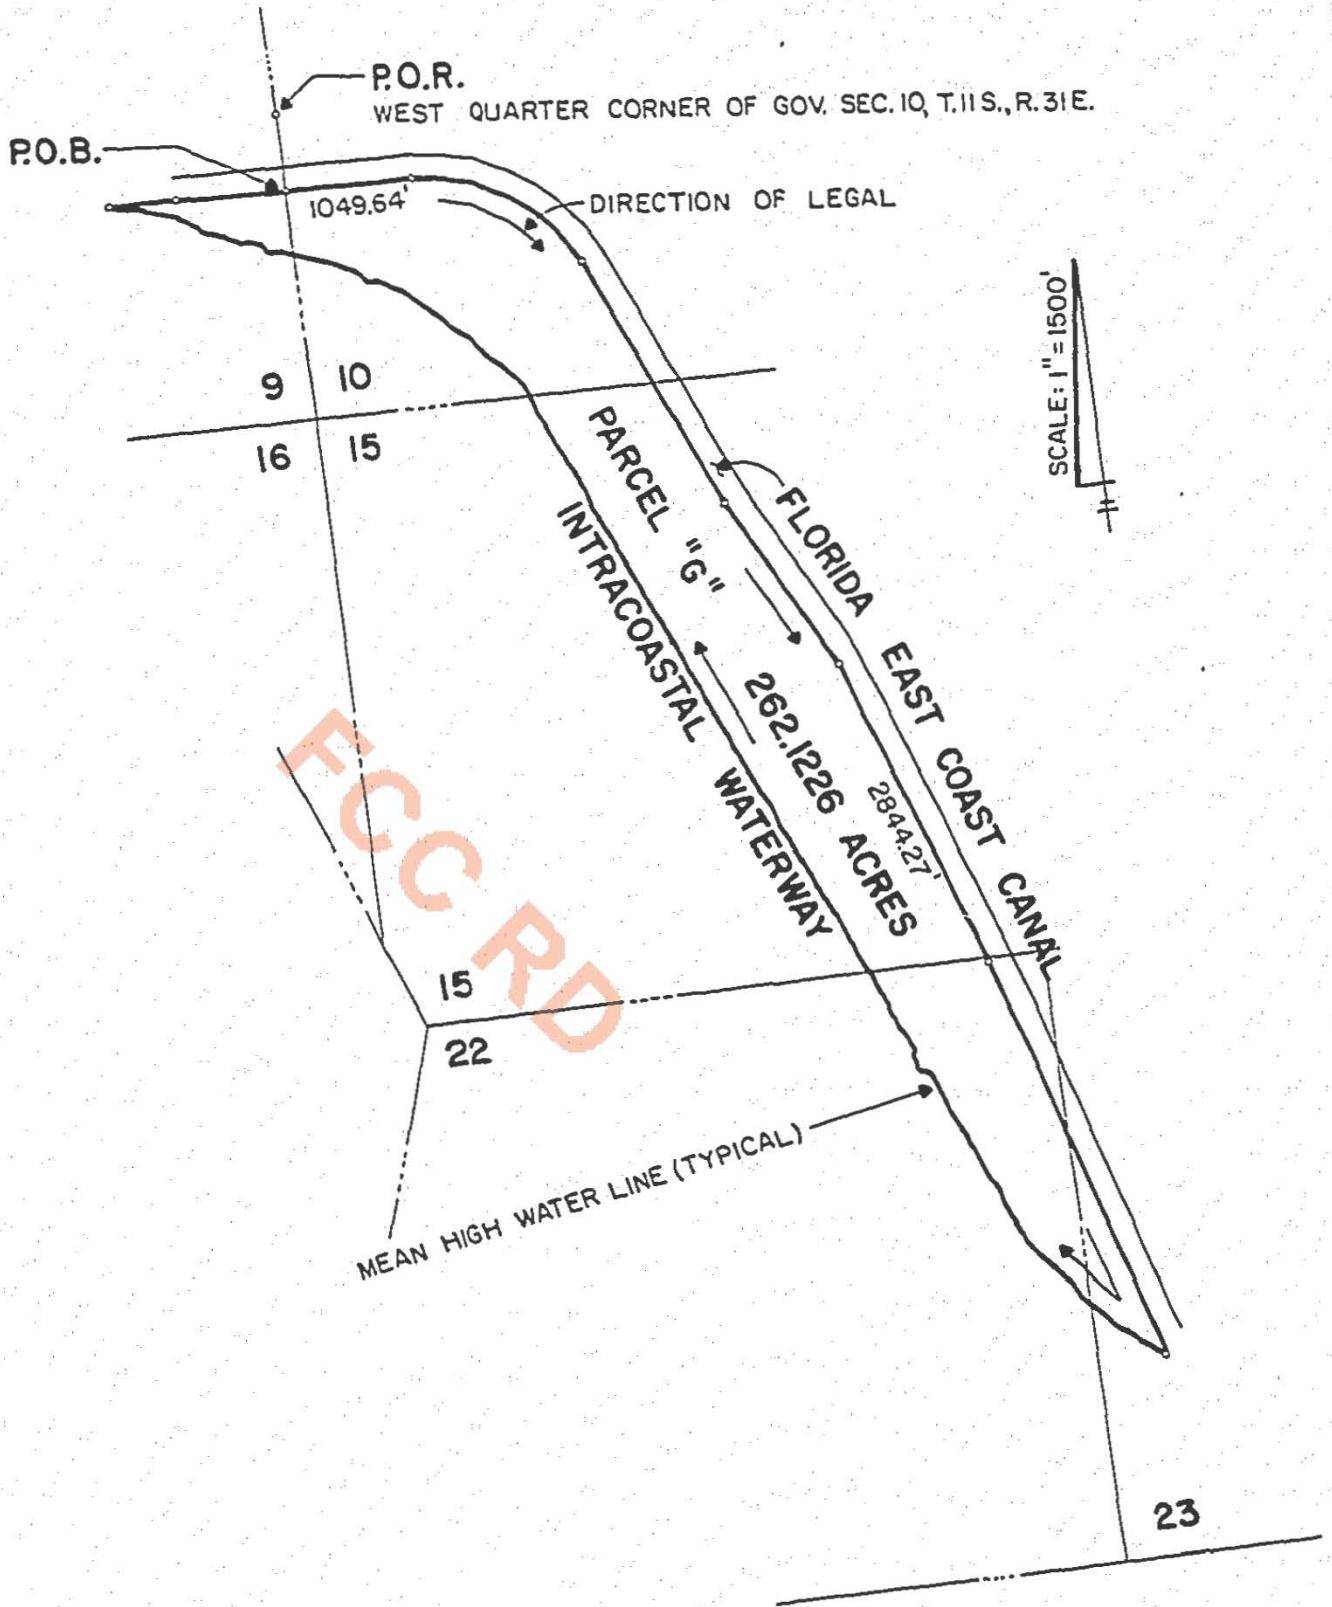 P.O.R.
WEST QUARTER CORNER OF GOV. SEC. 10, T.11 S., R. 31 E.
P.O.B.
1049.64'
DIRECTION OF LEGAL
SCALE: 1" = 1500'
9 10
16 15
PARCEL "G"
262.1226 ACRES
INTRACOASTAL WATERWAY
FLORIDA EAST COAST CANAL
2844.27'
FCC RD
15
22
MEAN HIGH WATER LINE (TYPICAL)
23